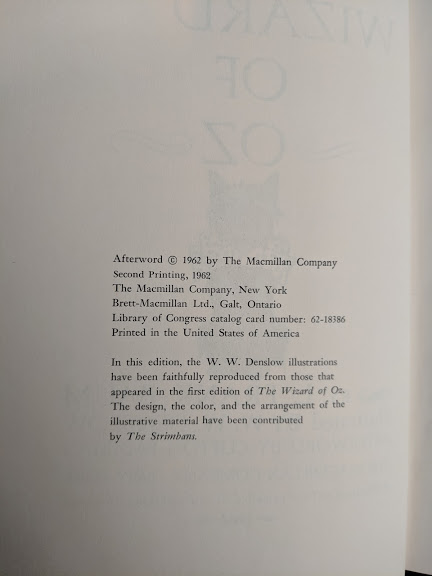 WIZARD
OF
OZ
Afterword © 1962 by The Macmillan Company
Second Printing, 1962
The Macmillan Company, New York
Brett-Macmillan Ltd., Galt, Ontario
Library of Congress catalog card number: 62-18386
Printed in the United States of America
In this edition, the W. W. Denslow illustrations
have been faithfully reproduced from those that
appeared in the first edition of The Wizard of Oz.
The design, the color, and the arrangement of the
illustrative material have been contributed
by The Strimbans.